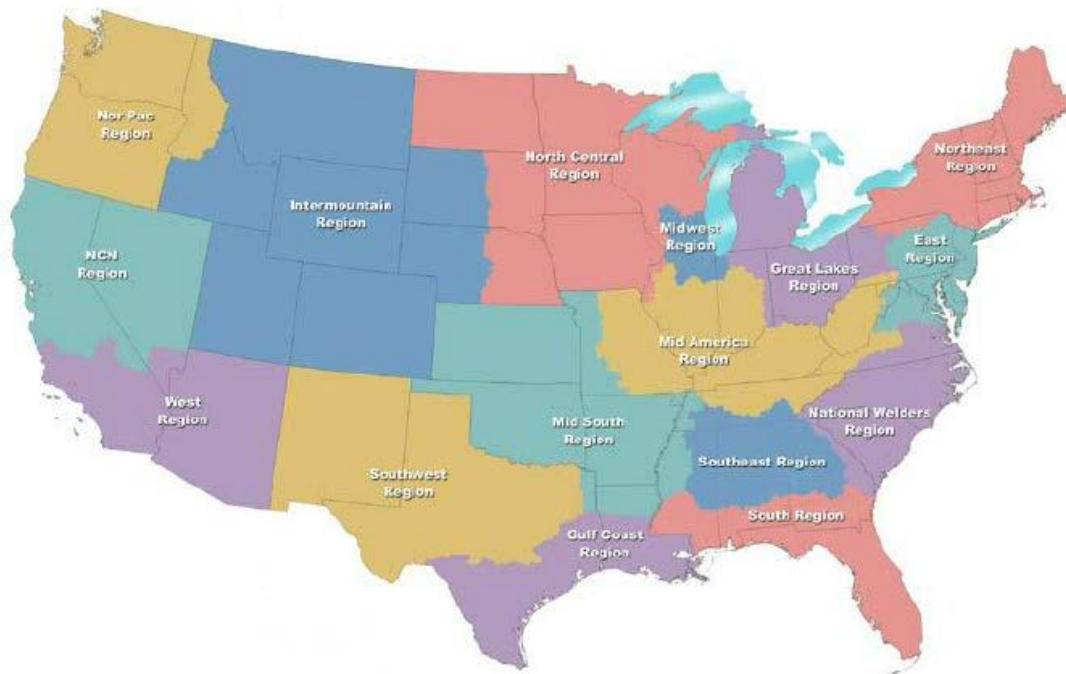 Nor Pac
Region
North Central
Region
Northeast
Region
Intermountain
Region
Midwest
Region
NCN
Region
East
Region
Great Lakes
Region
Mid America
Region
West
Region
Mid South
Region
National Welders
Region
Southwest
Region
Southeast Region
South Region
Gulf Coast
Region